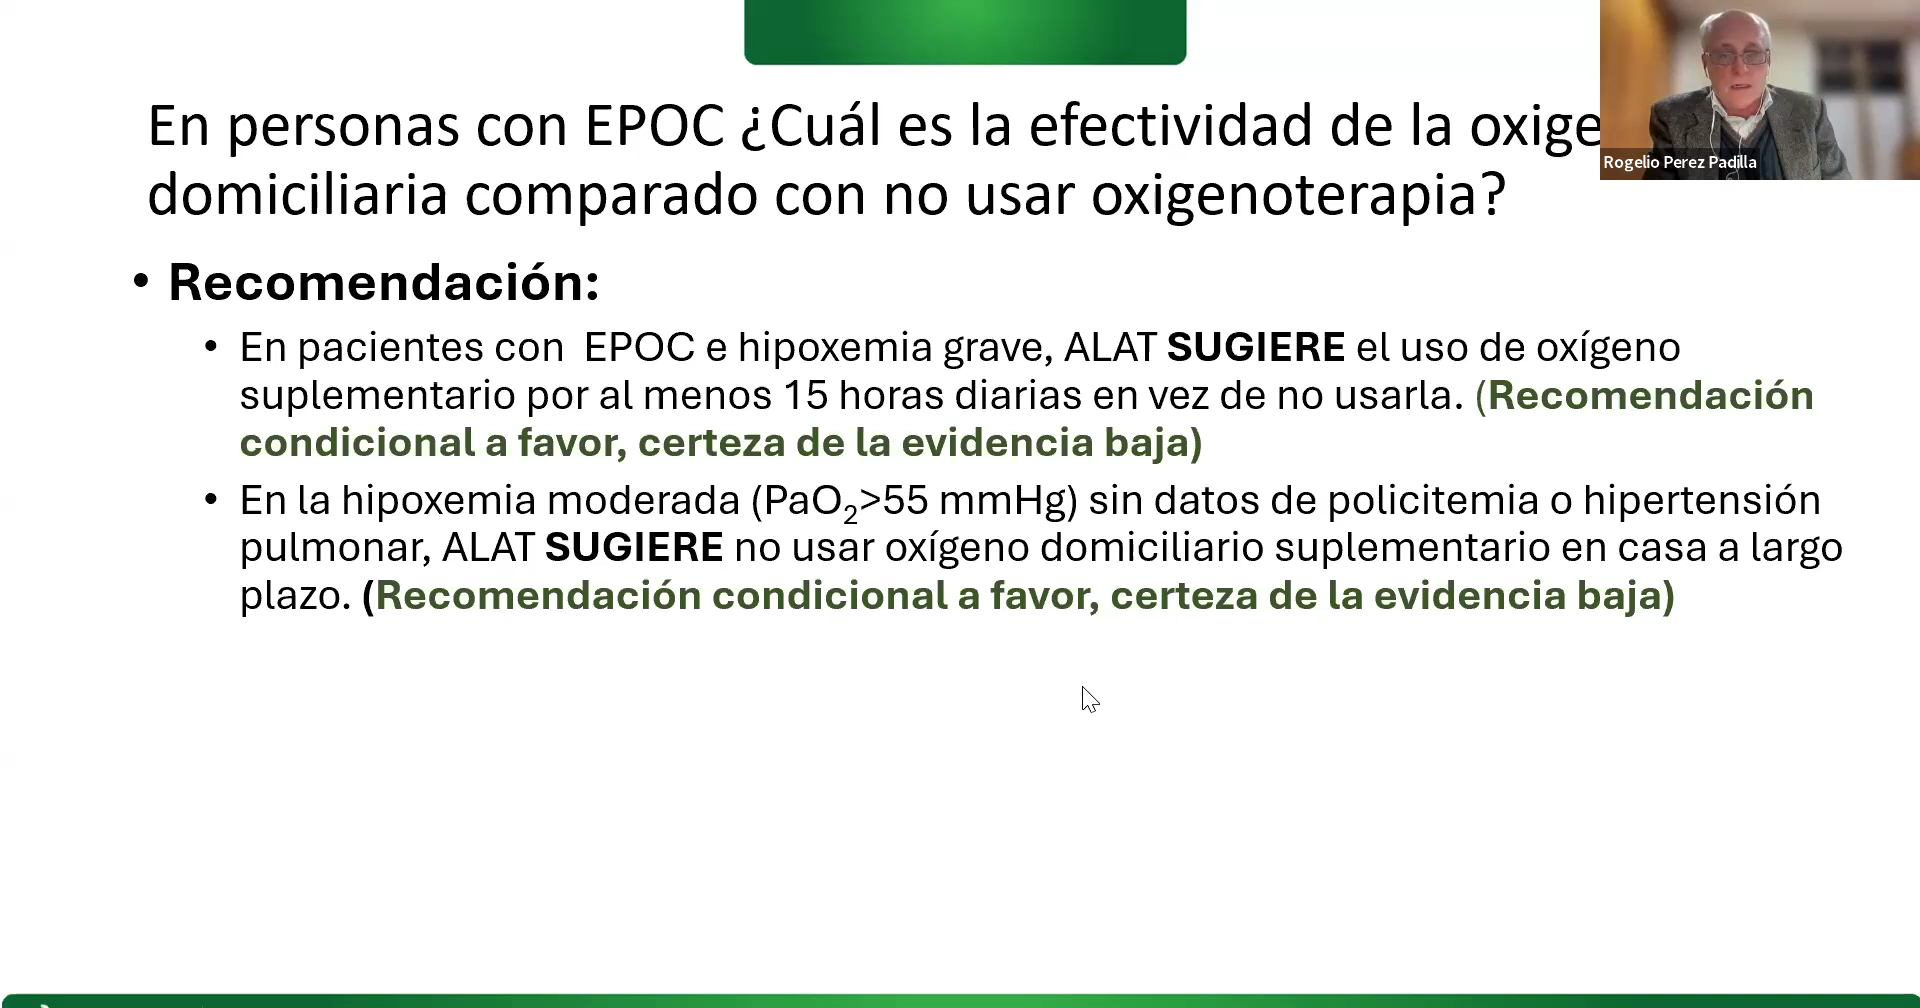 En personas con EPOC ¿Cuál es la efectividad de la oxige
domiciliaria comparado con no usar oxigenoterapia?
• Recomendación:
• En pacientes con  EPOC e hipoxemia grave, ALAT SUGIERE el uso de oxígeno
suplementario por al menos 15 horas diarias en vez de no usarla. (Recomendación
condicional a favor, certeza de la evidencia baja)
• En la hipoxemia moderada (PaO₂>55 mmHg) sin datos de policitemia o hipertensión
pulmonar, ALAT SUGIERE no usar oxígeno domiciliario suplementario en casa a largo
plazo. (Recomendación condicional a favor, certeza de la evidencia baja)
Rogelio Perez Padilla